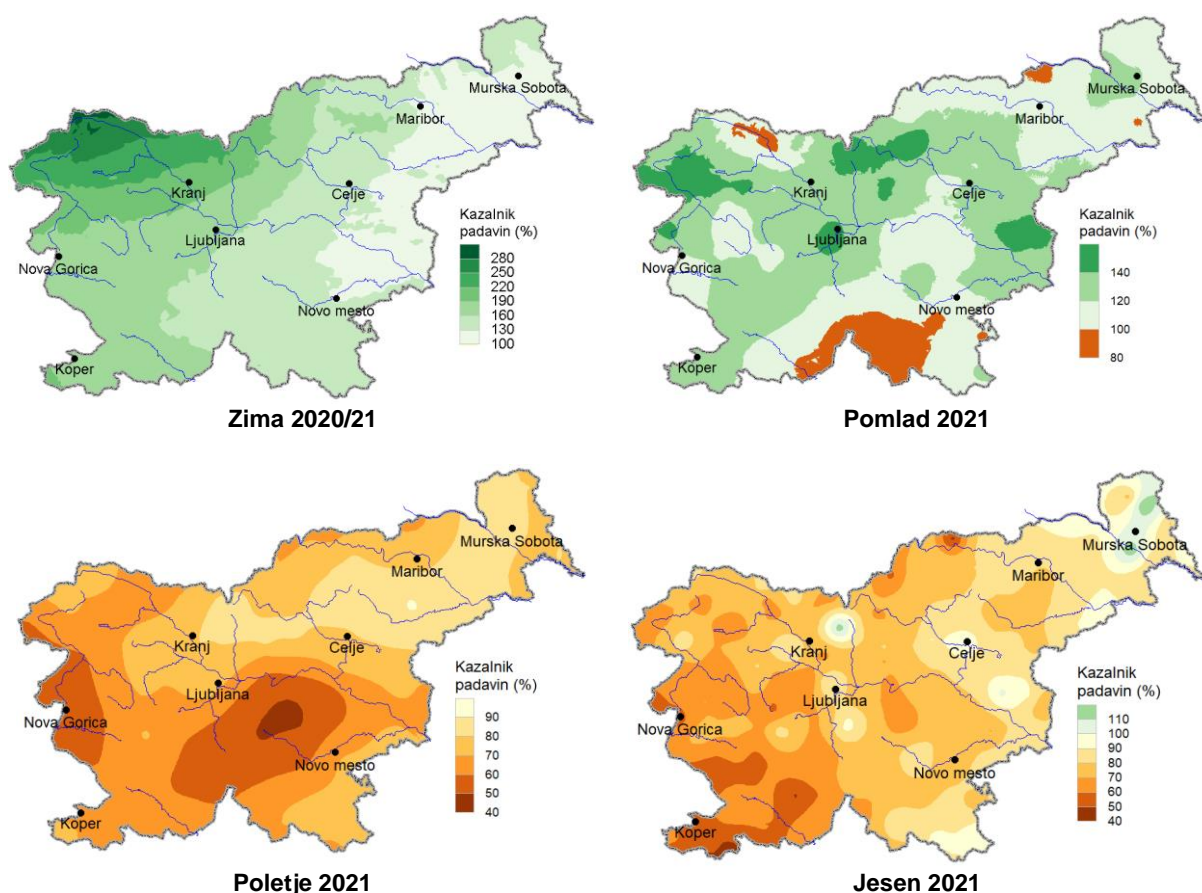 Murska Sobota
Maribor
Kranj
Celje
Ljubljana
Nova Gorica
Novo mesto
Koper
Kazalnik
padavin (%)
280
250
220
190
160
130
100
Zima 2020/21
Murska Sobota
Maribor
Kranj
Celje
Ljubljana
Nova Gorica
Novo mesto
Koper
Kazalnik
padavin (%)
140
120
100
80
Pomlad 2021
Murska Sobota
Maribor
Kranj
Celje
Ljubljana
Nova Gorica
Novo mesto
Koper
Kazalnik
padavin (%)
90
80
70
60
50
40
Poletje 2021
Murska Sobota
Maribor
Kranj
Celje
Ljubljana
Nova Gorica
Novo mesto
Koper
Kazalnik
padavin (%)
110
100
90
80
70
60
50
40
Jesen 2021